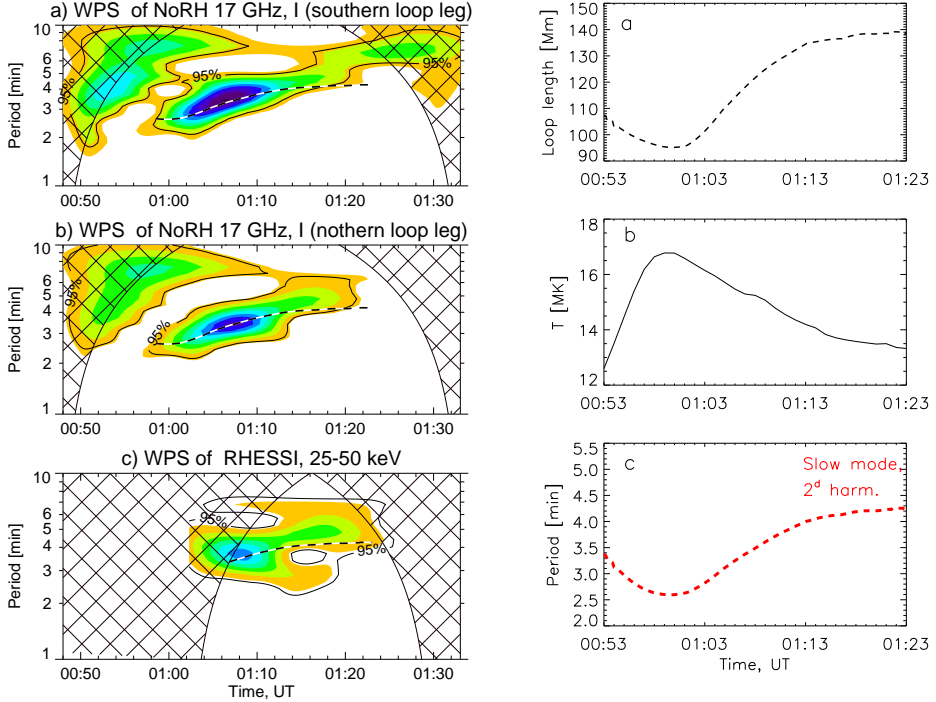 a) WPS of NoRH 17 GHz, I (southern loop leg)
10
6
5
4
3
2
1
Period [min]
95%
95%
95%
00:50 01:00 01:10 01:20 01:30
b) WPS of NoRH 17 GHz, I (nothern loop leg)
10
6
5
4
3
2
1
Period [min]
95%
95%
00:50 01:00 01:10 01:20 01:30
c) WPS of RHESSI, 25-50 keV
10
6
5
4
3
2
1
Period [min]
95%
95%
00:50 01:00 01:10 01:20 01:30
Time, UT
a
150
140
130
120
110
100
90
Loop length [Mm]
00:53 01:03 01:13 01:23
b
18
16
14
12
T [MK]
00:53 01:03 01:13 01:23
c
Slow mode,
2ᵈ harm.
5.5
5.0
4.5
4.0
3.5
3.0
2.5
2.0
Period [min]
00:53 01:03 01:13 01:23
Time, UT